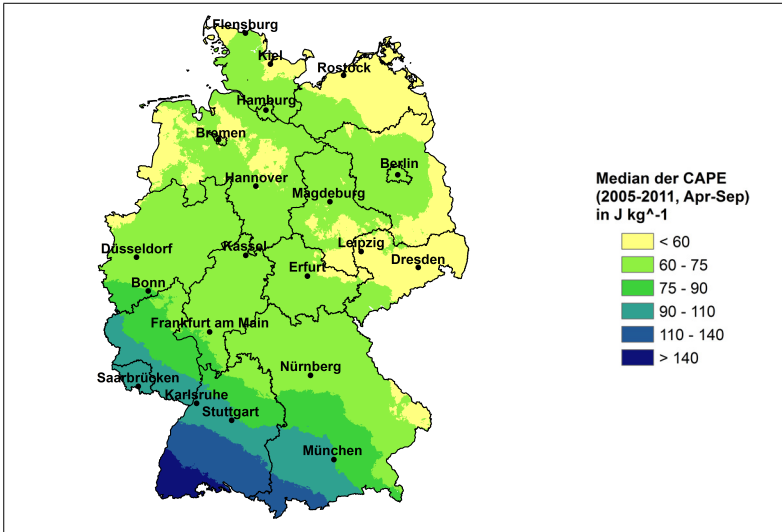 Flensburg
Kiel
Rostock
Hamburg
Bremen
Berlin
Hannover
Magdeburg
Düsseldorf
Kassel
Leipzig
Erfurt
Dresden
Bonn
Frankfurt am Main
Nürnberg
Saarbrücken
Karlsruhe
Stuttgart
München
Median der CAPE
(2005-2011, Apr-Sep)
in J kg^-1
< 60
60 - 75
75 - 90
90 - 110
110 - 140
> 140